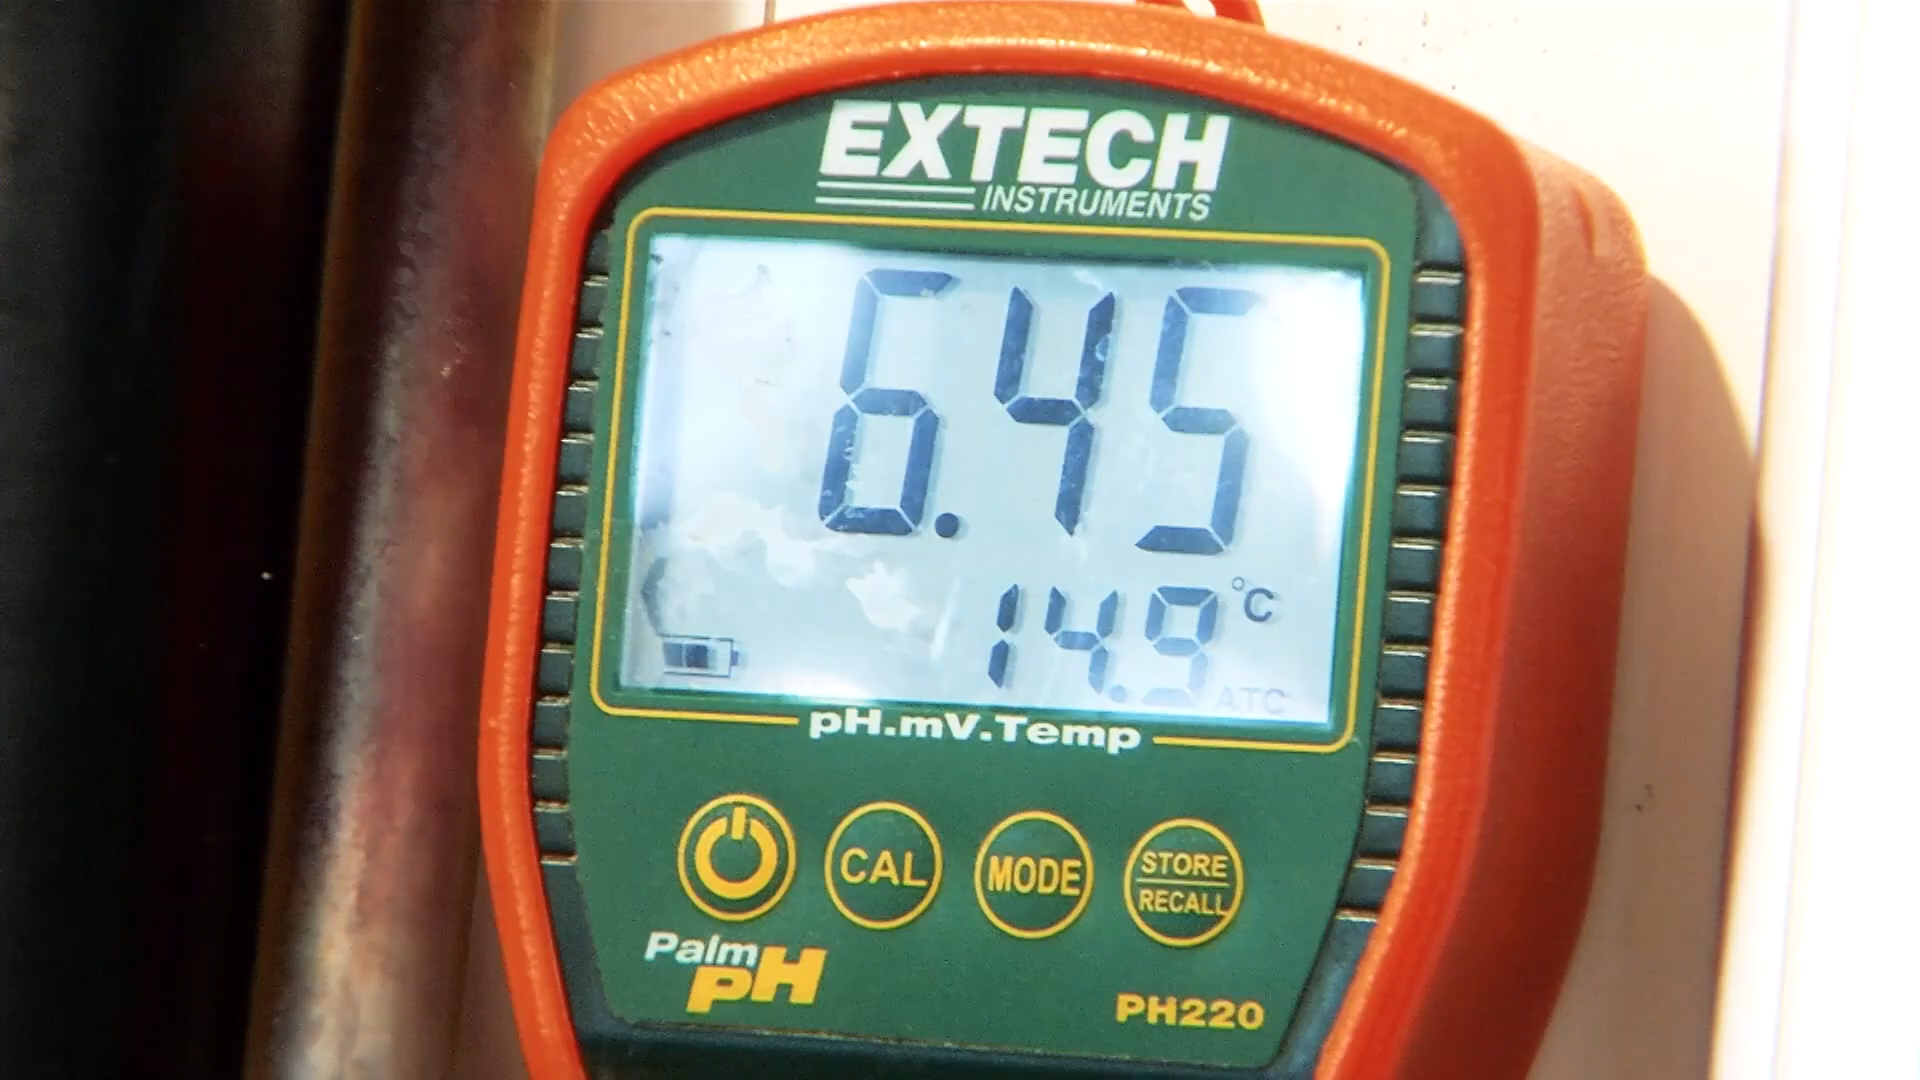 EXTECH
INSTRUMENTS
6.45
14.9 °C
ATC
pH.mV.Temp
CAL
MODE
STORE
RECALL
Palm
pH
PH220